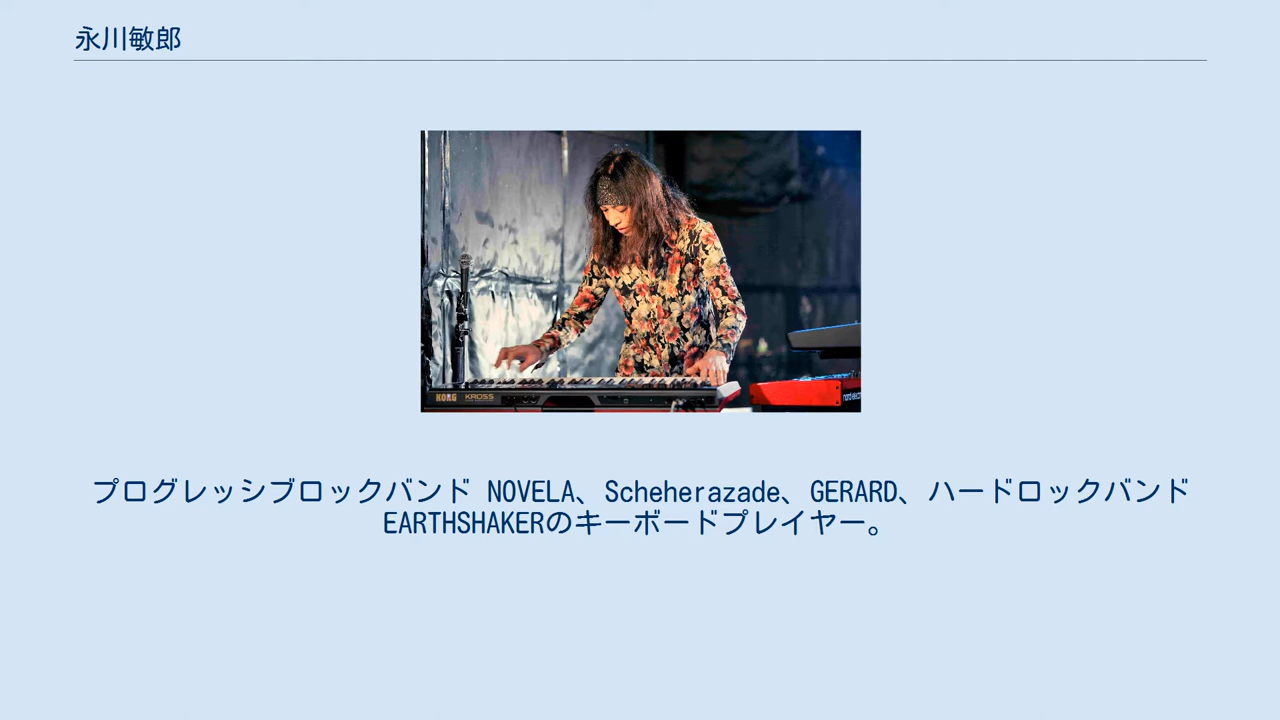 永川敏郎
KORG KROSS
プログレッシブロックバンド NOVELA、Scheherazade、GERARD、ハードロックバンド
EARTHSHAKERのキーボードプレイヤー。